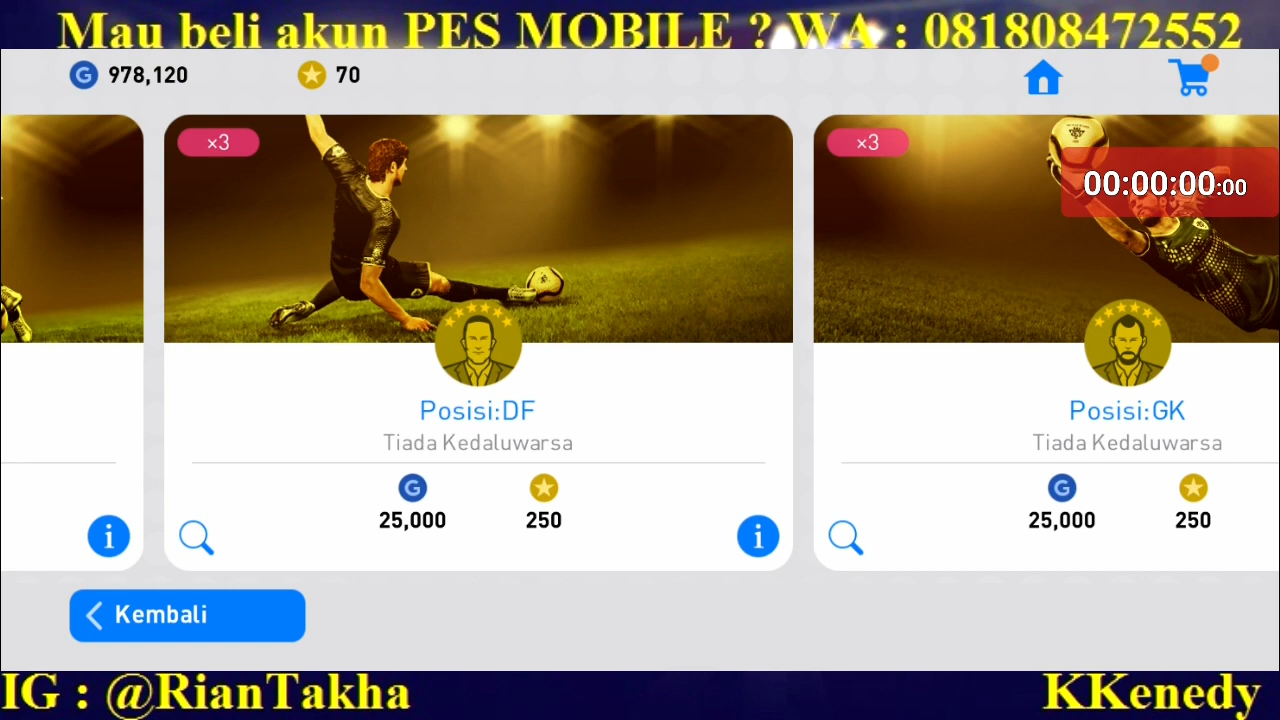 Mau beli akun PES MOBILE ? WA : 081808472552
G 978,120 70
×3 ×3
00:00:00:00
Posisi:DF Posisi:GK
Tiada Kedaluwarsa Tiada Kedaluwarsa
G G
25,000 250 25,000 250
i i
Kembali
IG : @RianTakha KKenedy